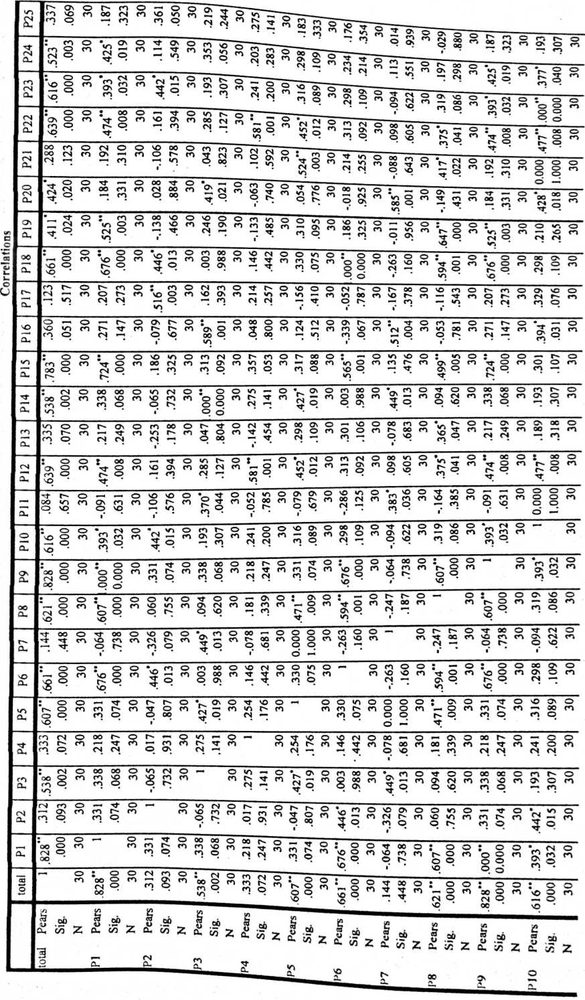 Correlations
total P1 P2 P3 P4 P5 P6 P7 P8 P9 P10 P11 P12 P13 P14 P15 P16 P17 P18 P19 P20 P21 P22 P23 P24 P25
total Pears 1 .828** .312 .538** .333 .607** .661** .144 .621** .828** .616** .084 .639** .335 .538** .783** .360 .123 .661** .411* .424* .288 .639** .616** .523** .337
Sig. .000 .093 .002 .072 .000 .000 .448 .000 .000 .000 .657 .000 .070 .002 .000 .051 .517 .000 .024 .020 .123 .000 .000 .003 .069
N 30 30 30 30 30 30 30 30 30 30 30 30 30 30 30 30 30 30 30 30 30 30 30 30 30 30
P1 Pears .828** 1 .331 .338 .218 .331 .676** -.064 .607** .000** .393* -.091 .474** .217 .338 .724** .271 .207 .676** .525** .184 .192 .474** .393* .425* .187
Sig. .000 .074 .068 .247 .074 .000 .738 .000 0.000 .032 .631 .008 .249 .068 .000 .147 .273 .000 .003 .331 .310 .008 .032 .019 .323
N 30 30 30 30 30 30 30 30 30 30 30 30 30 30 30 30 30 30 30 30 30 30 30 30 30 30
P2 Pears .312 .331 1 -.065 .017 -.047 .446* -.326 .060 .331 .442* -.106 .161 -.253 -.065 .186 -.079 .516** .446* -.138 .028 -.106 .161 .442* .114 .361
Sig. .093 .074 .732 .931 .807 .013 .079 .755 .074 .015 .576 .394 .178 .732 .325 .677 .003 .013 .466 .884 .578 .394 .015 .549 .050
N 30 30 30 30 30 30 30 30 30 30 30 30 30 30 30 30 30 30 30 30 30 30 30 30 30 30
P3 Pears .538** .338 -.065 1 .275 .427* .003 .449* .094 .338 .193 .370* .285 .047 .000** .313 .589** .162 .003 .246 .419* .043 .285 .193 .353 .219
Sig. .002 .068 .732 .141 .019 .988 .013 .620 .068 .307 .044 .127 .804 0.000 .092 .001 .393 .988 .190 .021 .823 .127 .307 .056 .244
N 30 30 30 30 30 30 30 30 30 30 30 30 30 30 30 30 30 30 30 30 30 30 30 30 30 30
P4 Pears .333 .218 .017 .275 1 .254 .146 -.078 .181 .218 .241 -.052 .581** -.142 .275 .357 .048 .214 .146 -.133 -.063 .102 .581** .241 .203 .275
Sig. .072 .247 .931 .141 .176 .442 .681 .339 .247 .200 .785 .001 .454 .141 .053 .800 .257 .442 .485 .740 .592 .001 .200 .283 .141
N 30 30 30 30 30 30 30 30 30 30 30 30 30 30 30 30 30 30 30 30 30 30 30 30 30 30
P5 Pears .607** .331 -.047 .427* .254 1 .330 0.000 .471** .331 .316 -.079 .452* .298 .427* .317 .124 -.156 .330 .310 .054 .524** .452* .316 .298 .183
Sig. .000 .074 .807 .019 .176 .075 1.000 .009 .074 .089 .679 .012 .109 .019 .088 .512 .410 .075 .095 .776 .003 .012 .089 .109 .333
N 30 30 30 30 30 30 30 30 30 30 30 30 30 30 30 30 30 30 30 30 30 30 30 30 30 30
P6 Pears .661** .676** .446* .003 .146 .330 1 -.263 .594** .676** .298 -.286 .313 .301 .003 .565** -.339 -.052 1.000** .186 -.018 .214 .313 .298 .234 .176
Sig. .000 .000 .013 .988 .442 .075 .160 .001 .000 .109 .125 .092 .106 .988 .001 .067 .787 0.000 .325 .925 .255 .092 .109 .214 .354
N 30 30 30 30 30 30 30 30 30 30 30 30 30 30 30 30 30 30 30 30 30 30 30 30 30 30
P7 Pears .144 -.064 -.326 .449* -.078 0.000 -.263 1 -.247 -.064 -.094 .383* .098 -.078 .449* .135 .512** -.167 -.263 -.011 .585** -.088 .098 -.094 .113 .014
Sig. .448 .738 .079 .013 .681 1.000 .160 .187 .738 .622 .036 .605 .683 .013 .476 .004 .378 .160 .956 .001 .643 .605 .622 .551 .939
N 30 30 30 30 30 30 30 30 30 30 30 30 30 30 30 30 30 30 30 30 30 30 30 30 30 30
P8 Pears .621** .607** .060 .094 .181 .471** .594** -.247 1 .607** .319 -.164 .375* .365* .094 .499** -.053 -.116 .594** .647** -.149 .417* .375* .319 .197 -.029
Sig. .000 .000 .755 .620 .339 .009 .001 .187 .000 .086 .385 .041 .047 .620 .005 .781 .543 .001 .000 .431 .022 .041 .086 .298 .880
N 30 30 30 30 30 30 30 30 30 30 30 30 30 30 30 30 30 30 30 30 30 30 30 30 30 30
P9 Pears .828** .000** .331 .338 .218 .331 .676** -.064 .607** 1 .393* -.091 .474** .217 .338 .724** .271 .207 .676** .525** .184 .192 .474** .393* .425* .187
Sig. .000 0.000 .074 .068 .247 .074 .000 .738 .000 .032 .631 .008 .249 .068 .000 .147 .273 .000 .003 .331 .310 .008 .032 .019 .323
N 30 30 30 30 30 30 30 30 30 30 30 30 30 30 30 30 30 30 30 30 30 30 30 30 30 30
P10 Pears .616** .393* .442* .193 .241 .316 .298 -.094 .319 .393* 1 0.000 .477** .189 .193 .301 .394* .329 .298 .210 .428* 0.000 .477** .000** .377* .193
Sig. .000 .032 .015 .307 .200 .089 .109 .622 .086 .032 1.000 .008 .318 .307 .107 .031 .076 .109 .265 .018 1.000 .008 0.000 .040 .307
N 30 30 30 30 30 30 30 30 30 30 30 30 30 30 30 30 30 30 30 30 30 30 30 30 30 30